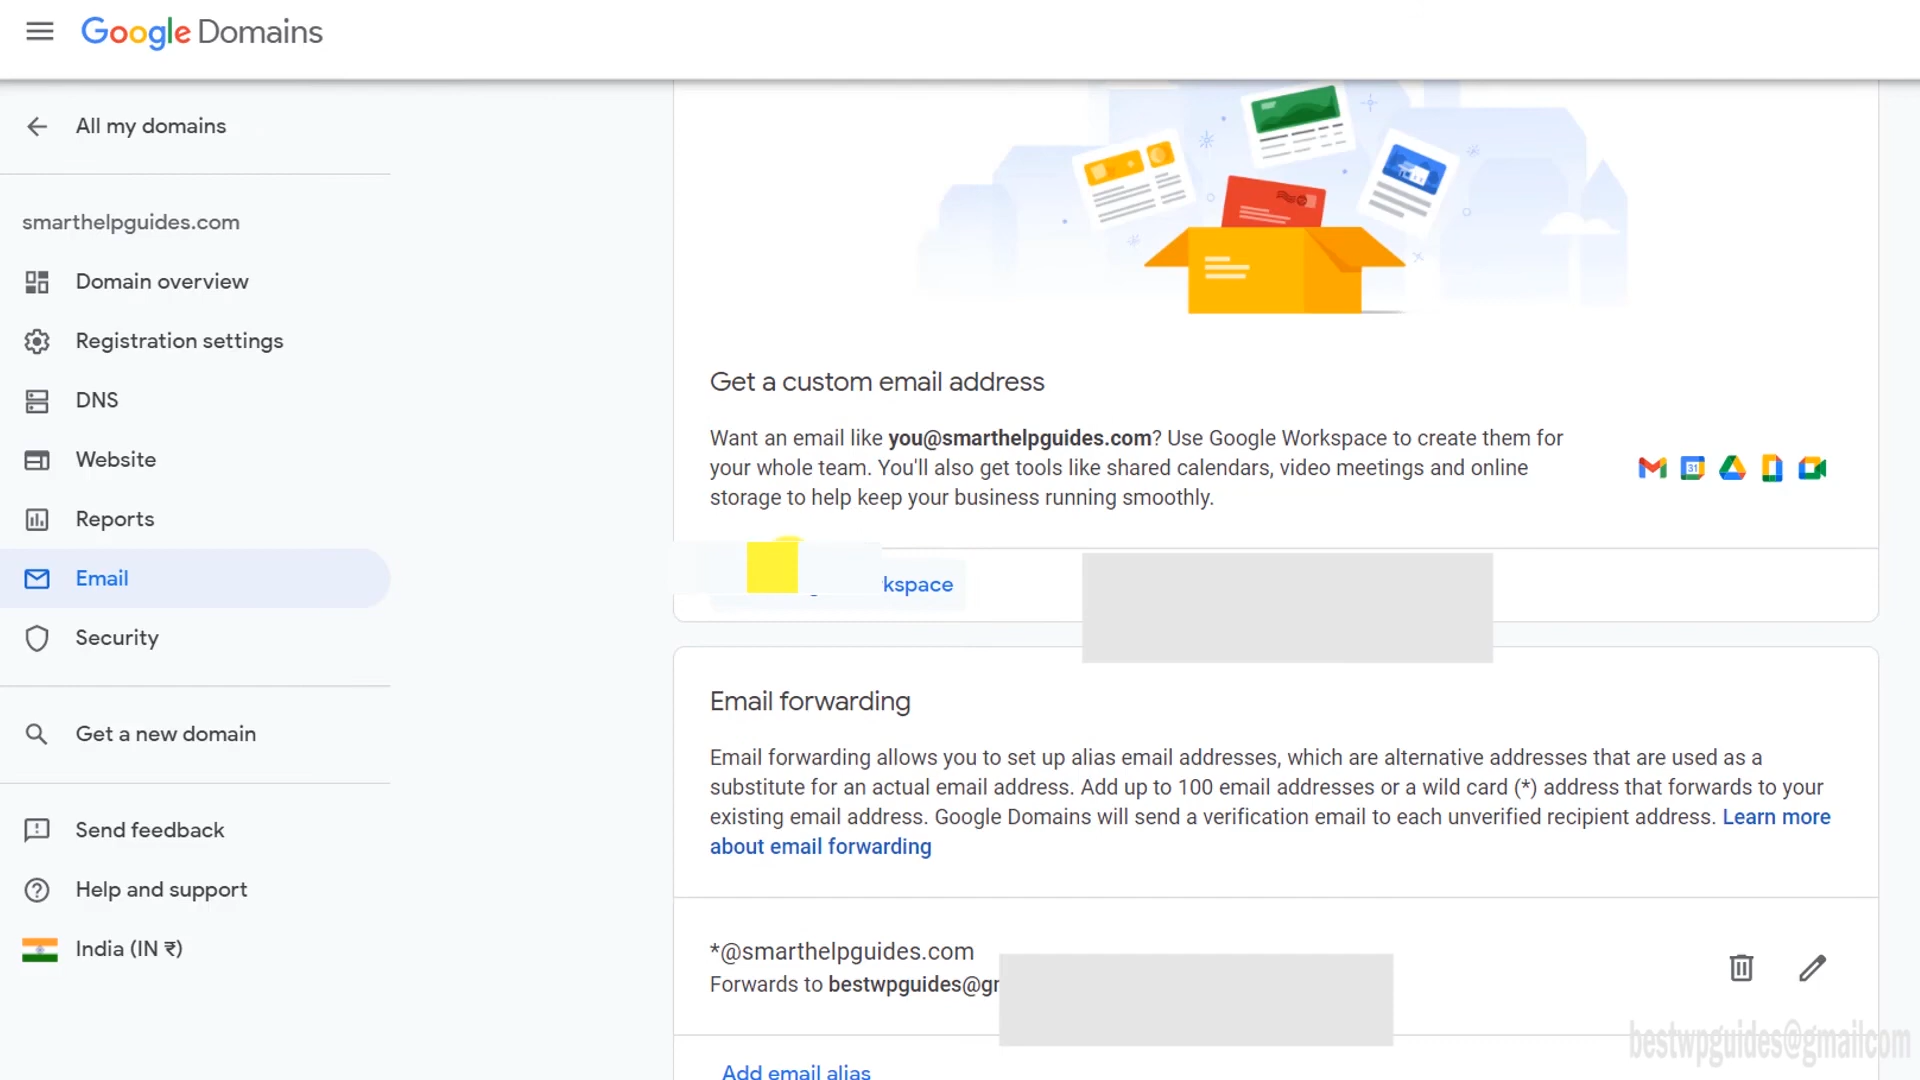 Google Domains
All my domains
smarthelpguides.com
Domain overview
Registration settings
DNS
Website
Reports
Email
Security
Get a new domain
Send feedback
Help and support
India (IN ₹)
Get a custom email address
Want an email like you@smarthelpguides.com? Use Google Workspace to create them for
your whole team. You'll also get tools like shared calendars, video meetings and online
storage to help keep your business running smoothly.
31
kspace
Email forwarding
Email forwarding allows you to set up alias email addresses, which are alternative addresses that are used as a
substitute for an actual email address. Add up to 100 email addresses or a wild card (*) address that forwards to your
existing email address. Google Domains will send a verification email to each unverified recipient address. Learn more
about email forwarding
*@smarthelpguides.com
Forwards to bestwpguides@gr
Add email alias
bestwpguides@gmailcom